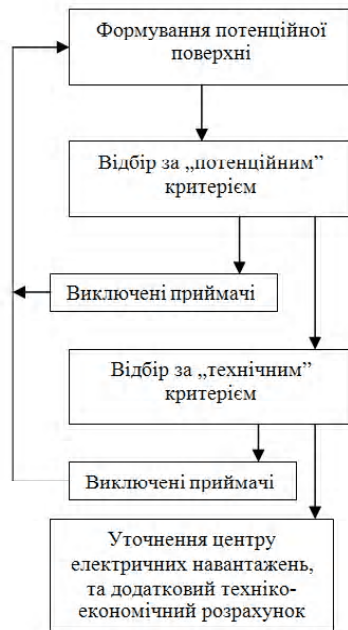 Формування потенційної
поверхні
Відбір за „потенційним”
критерієм
Виключені приймачі
Відбір за „технічним”
критерієм
Виключені приймачі
Уточнення центру
електричних навантажень,
та додатковий техніко-
економічний розрахунок